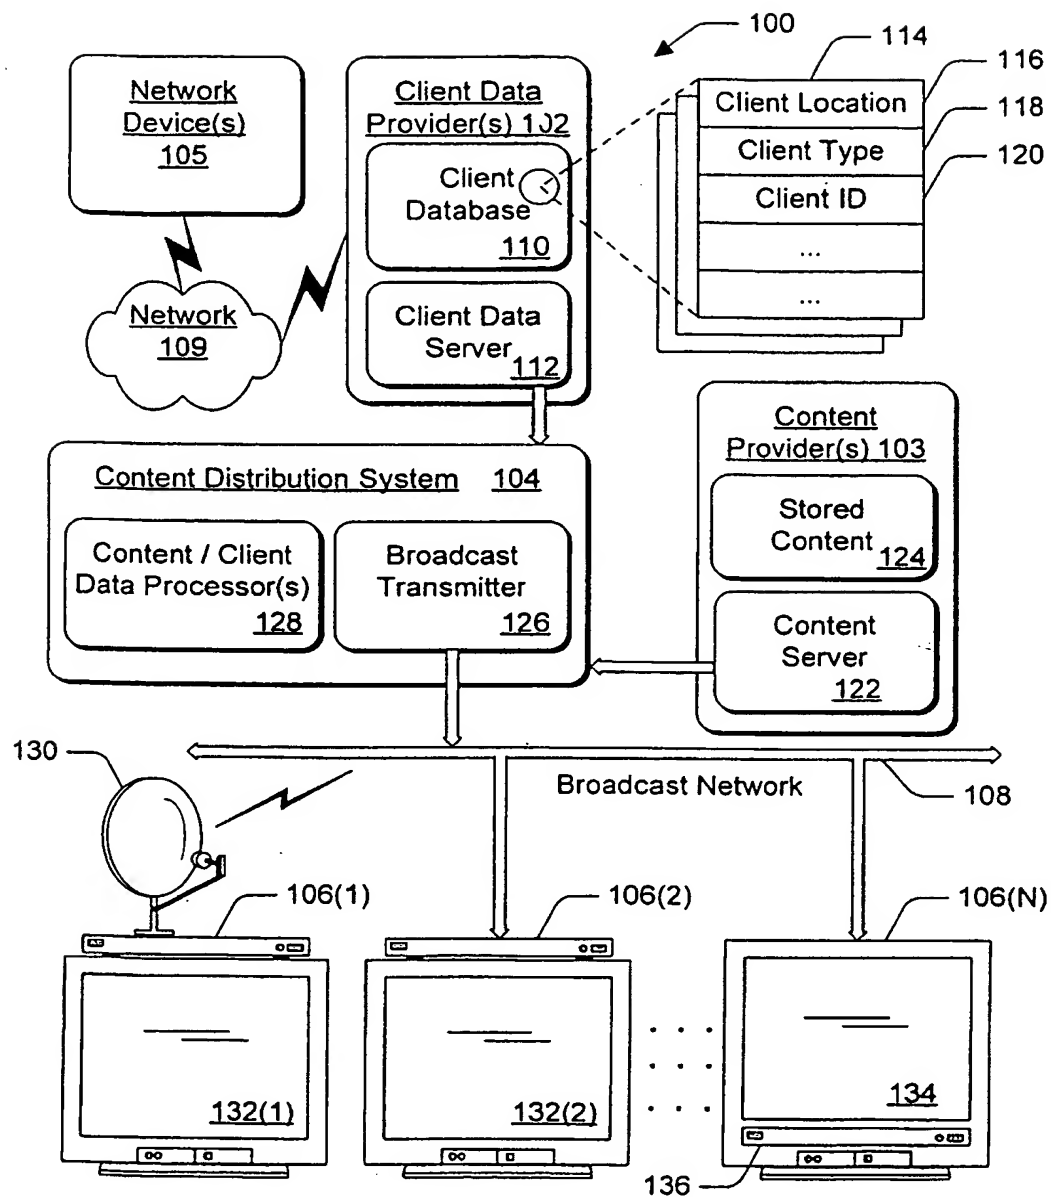 100
Network
Device(s)
105
Network
109
Client Data
Provider(s) 102
Client
Database
110
Client Data
Server
112
114
116
118
120
Client Location
Client Type
Client ID
...
...
Content Distribution System 104
Content / Client
Data Processor(s)
128
Broadcast
Transmitter
126
Content
Provider(s) 103
Stored
Content
124
Content
Server
122
130
Broadcast Network
108
106(1)
106(2)
106(N)
132(1)
132(2)
134
136